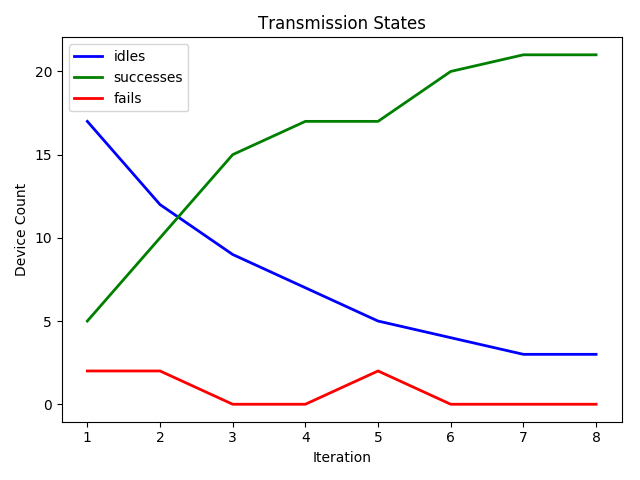 Transmission States
idles
successes
fails
Device Count
20
15
10
5
0
1 2 3 4 5 6 7 8
Iteration